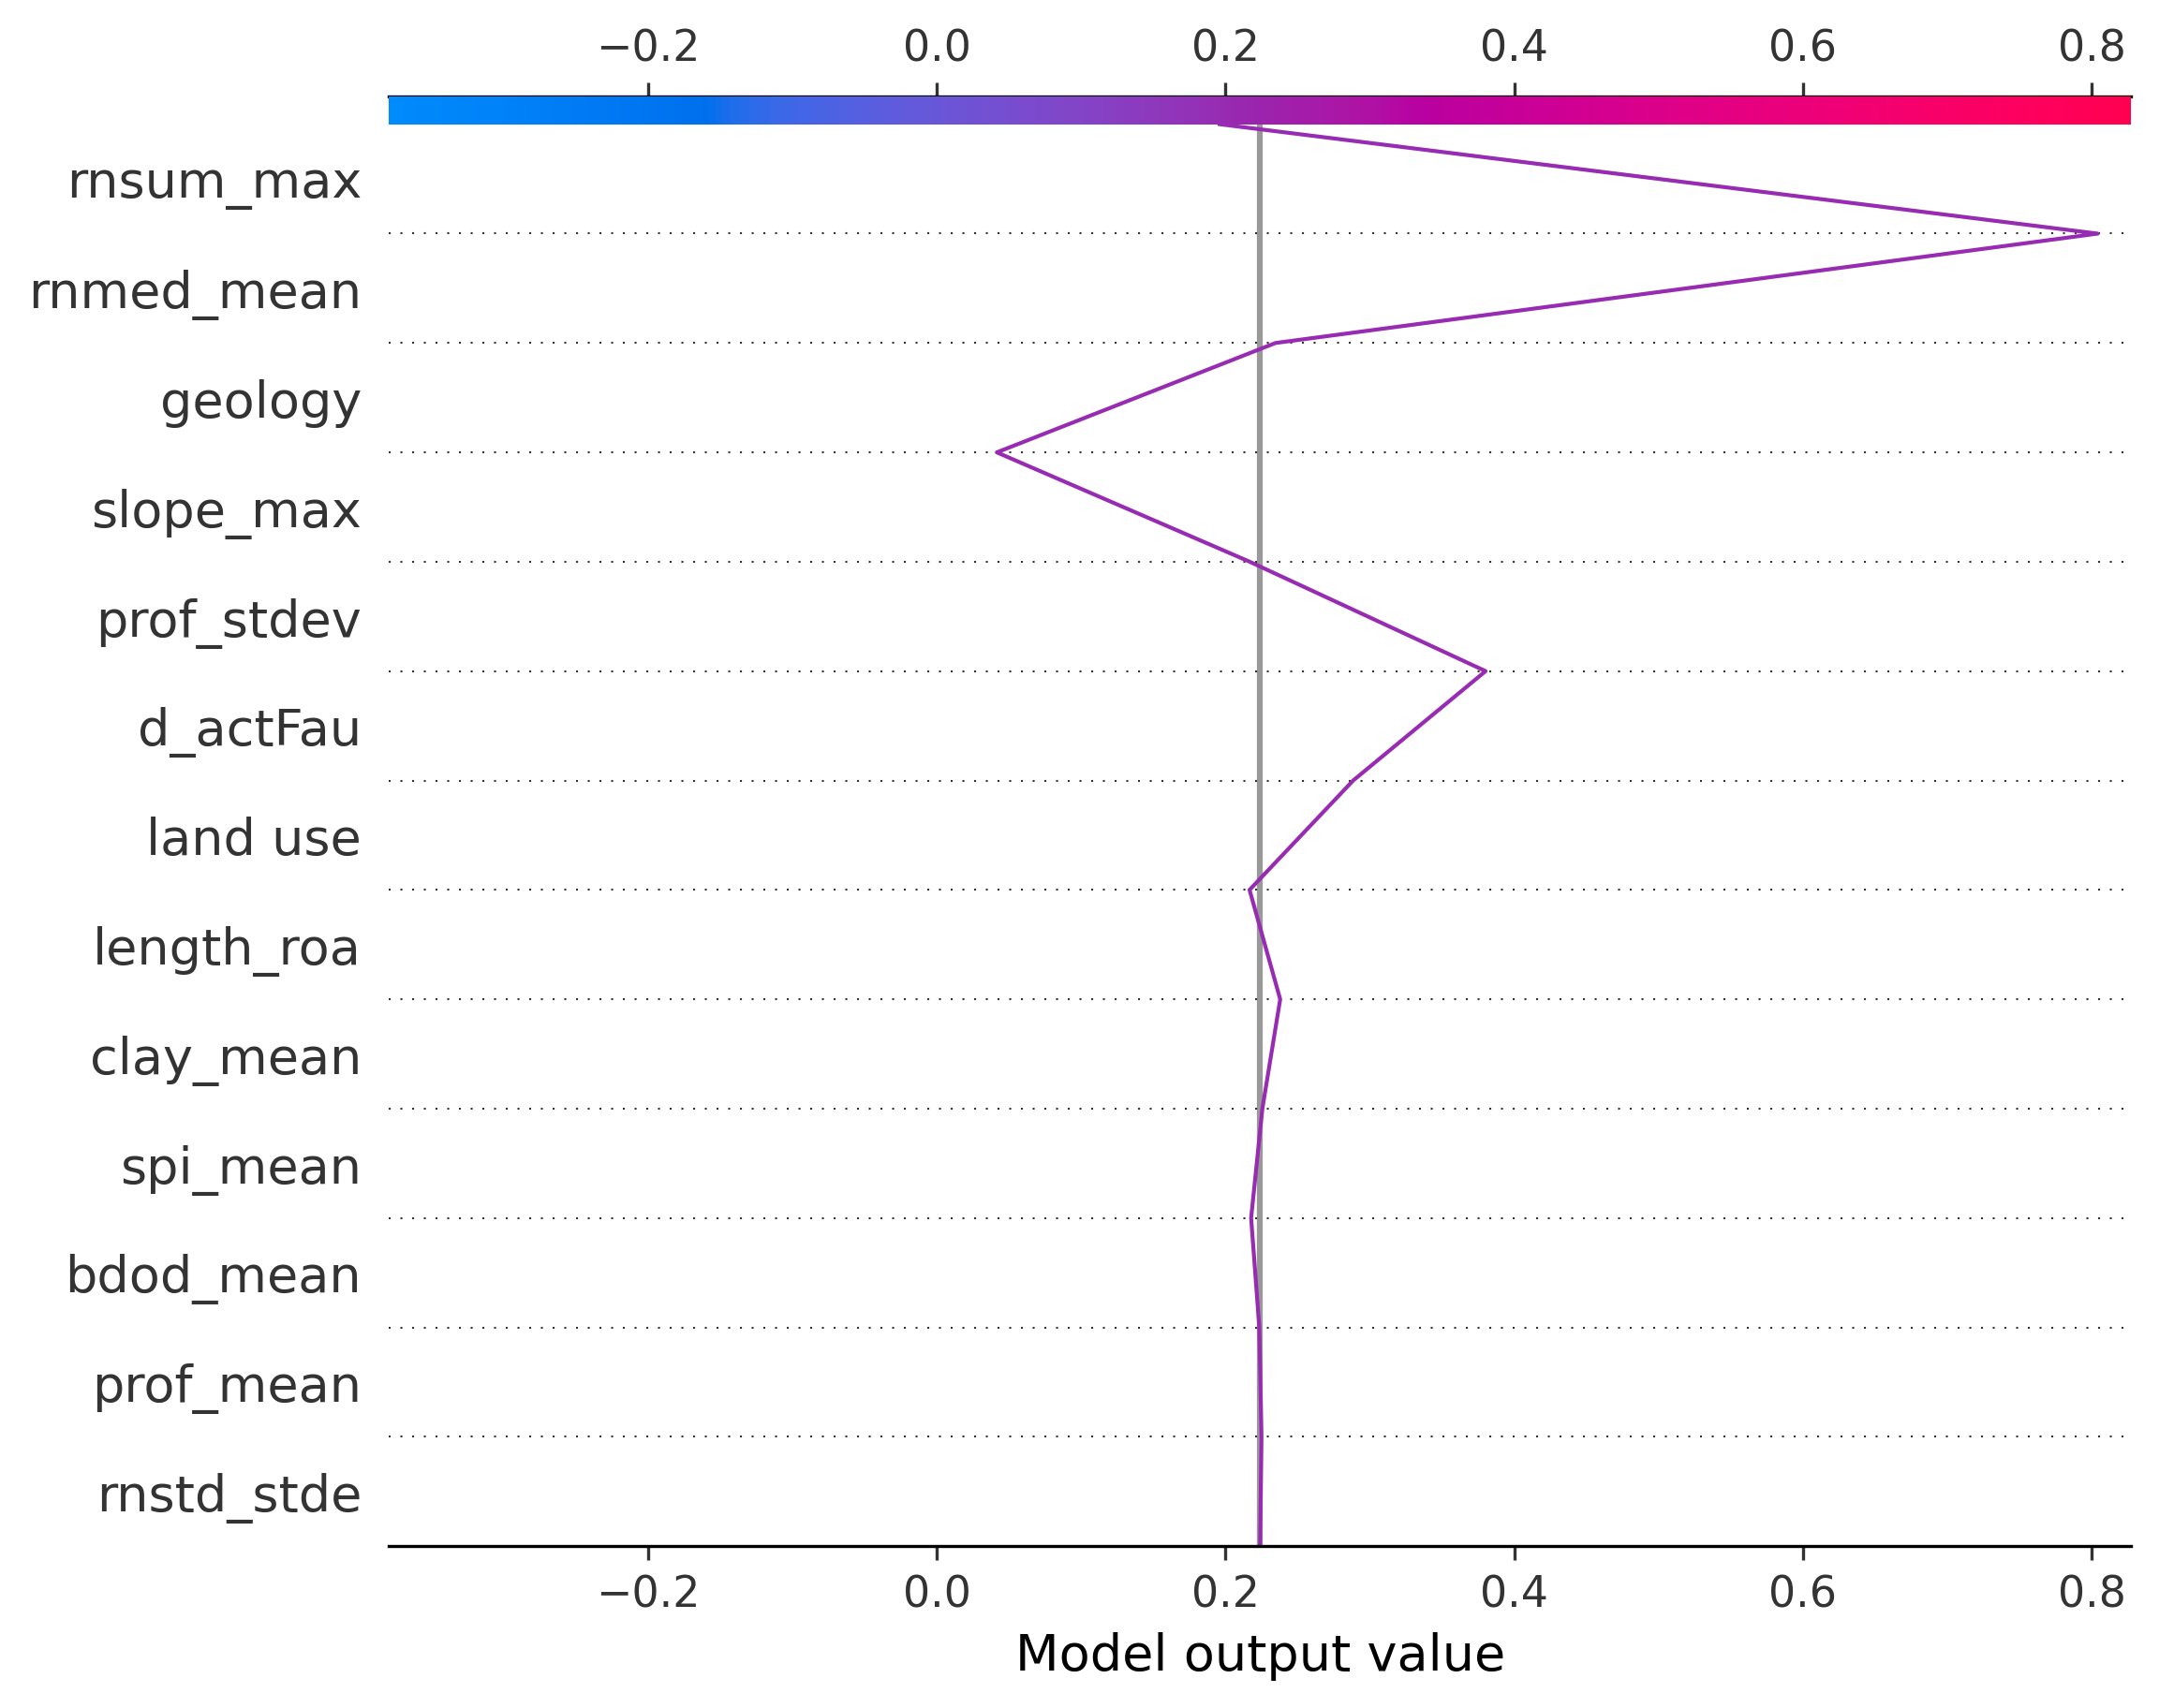 −0.2 0.0 0.2 0.4 0.6 0.8
rnsum_max
rnmed_mean
geology
slope_max
prof_stdev
d_actFau
land use
length_roa
clay_mean
spi_mean
bdod_mean
prof_mean
rnstd_stde
−0.2 0.0 0.2 0.4 0.6 0.8
Model output value